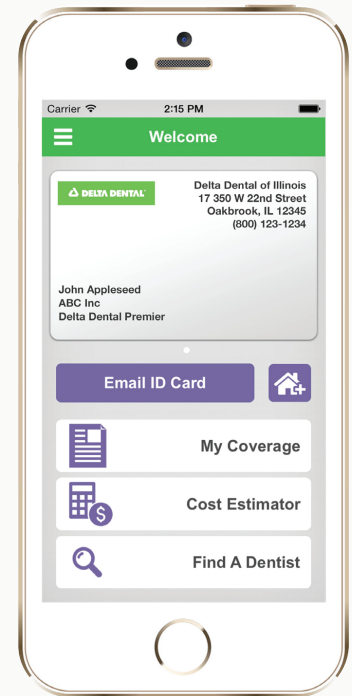 Carrier 2:15 PM
Welcome
DELTA DENTAL
Delta Dental of Illinois
17 350 W 22nd Street
Oakbrook, IL 12345
(800) 123-1234
John Appleseed
ABC Inc
Delta Dental Premier
Email ID Card
My Coverage
$
Cost Estimator
Find A Dentist